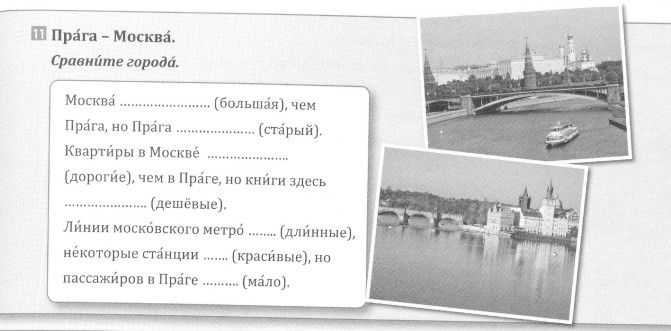 11 Пра́га – Москва́.
Сравни́те города́.
Москва́ ......................... (больша́я), чем
Пра́га, но Пра́га ...................... (ста́рый).
Кварти́ры в Москве́ ......................
(дороги́е), чем в Пра́ге, но кни́ги здесь
....................... (дешёвые).
Ли́нии моско́вского метро́ ........ (дли́нные),
не́которые ста́нции ....... (краси́вые), но
пассажи́ров в Пра́ге .......... (ма́ло).